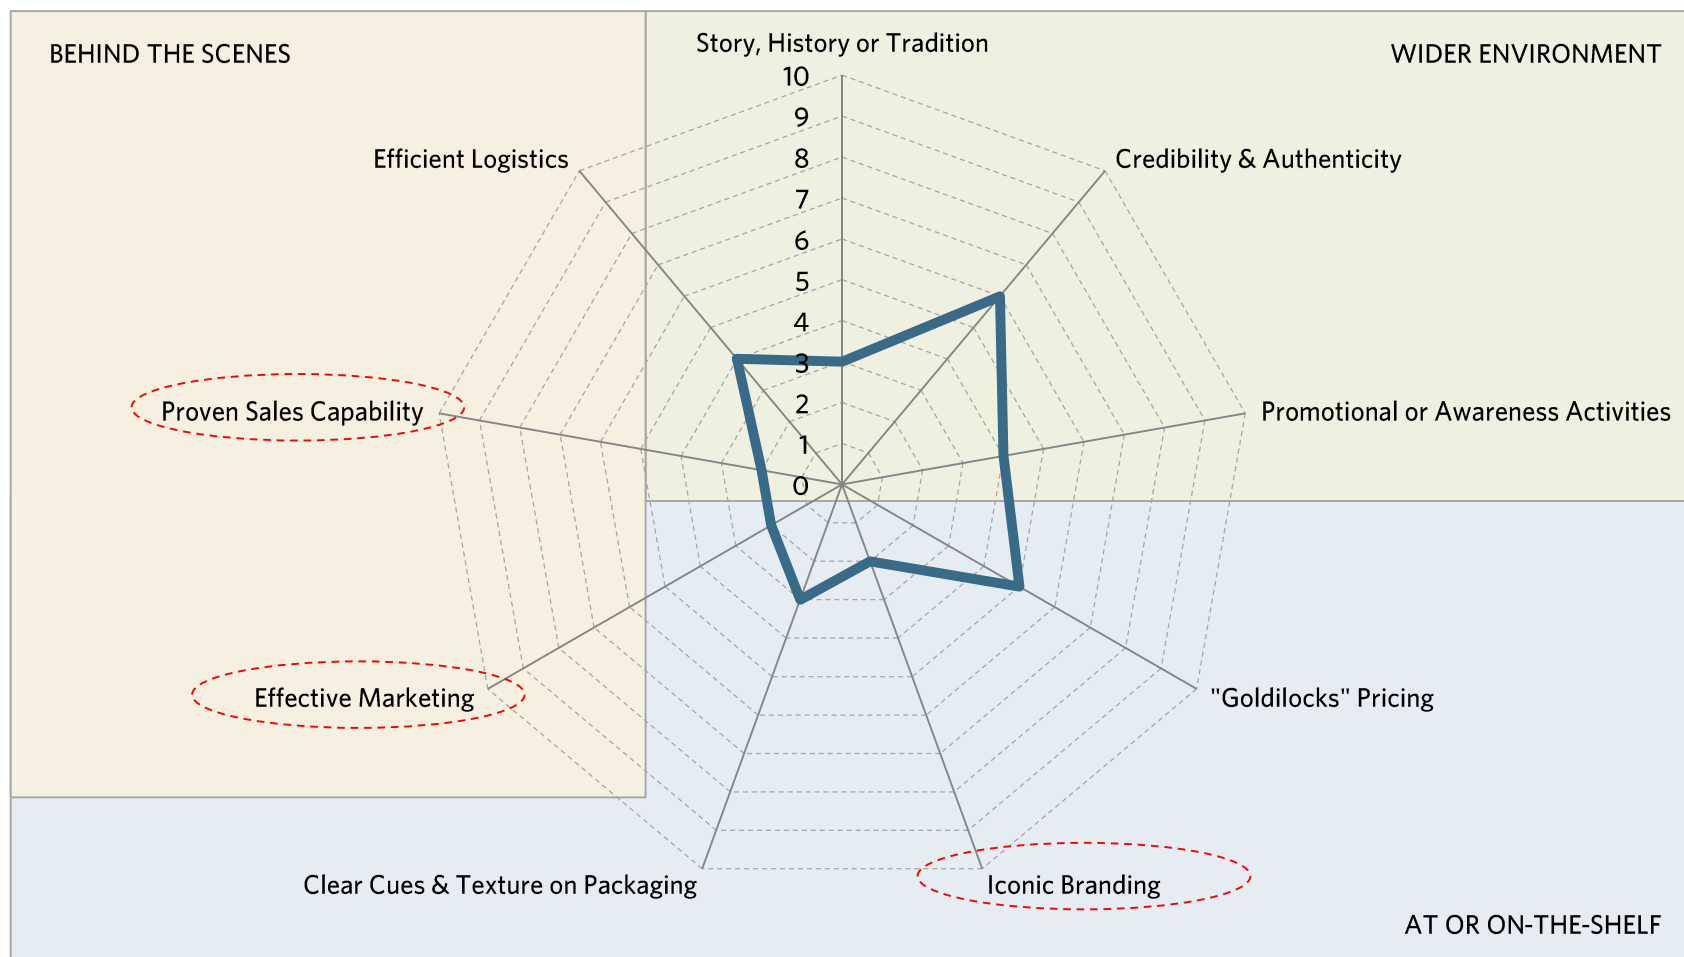 BEHIND THE SCENES
Story, History or Tradition
WIDER ENVIRONMENT
10
9
8
7
6
5
4
3
2
1
0
Efficient Logistics
Credibility & Authenticity
Proven Sales Capability
Promotional or Awareness Activities
Effective Marketing
"Goldilocks" Pricing
Clear Cues & Texture on Packaging
Iconic Branding
AT OR ON-THE-SHELF